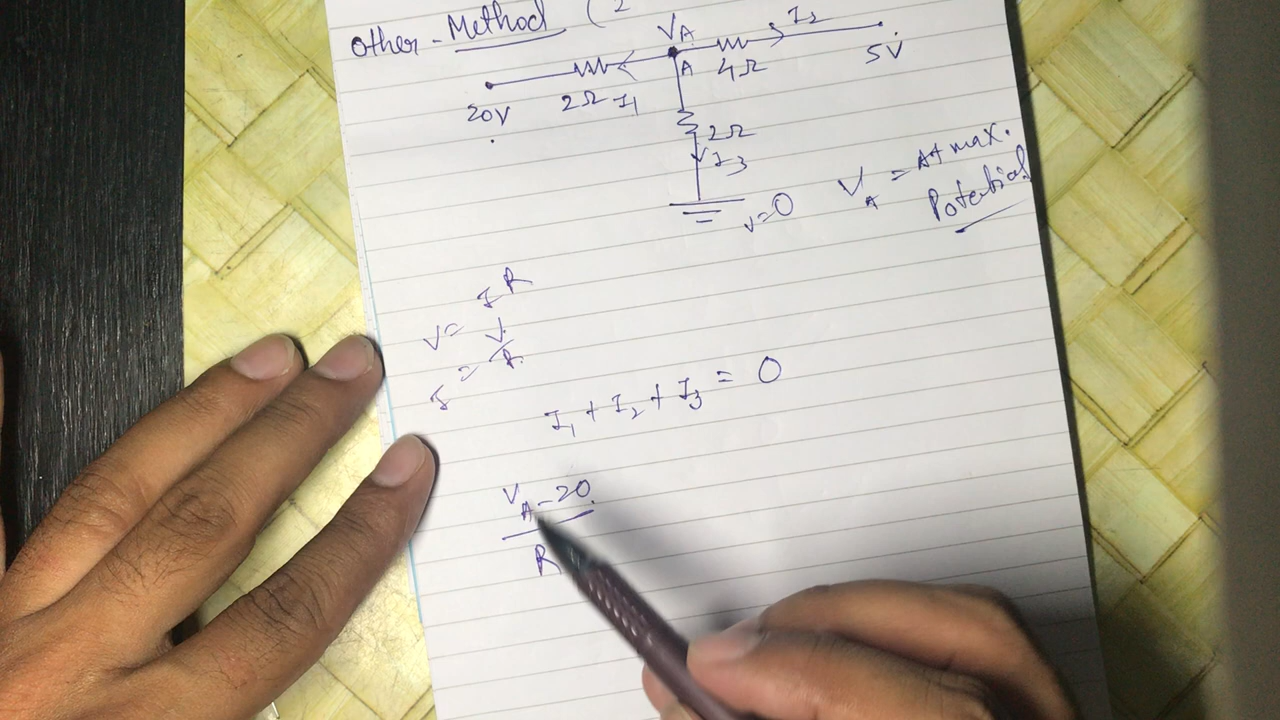 Other-Method (2
VA I2
20V 2Ω I1 A 4Ω 5V
2Ω
I3
V=0
VA = At max.
Potential
V= IR
I = V/R
I1 + I2 + I3 = 0
VA-20
R